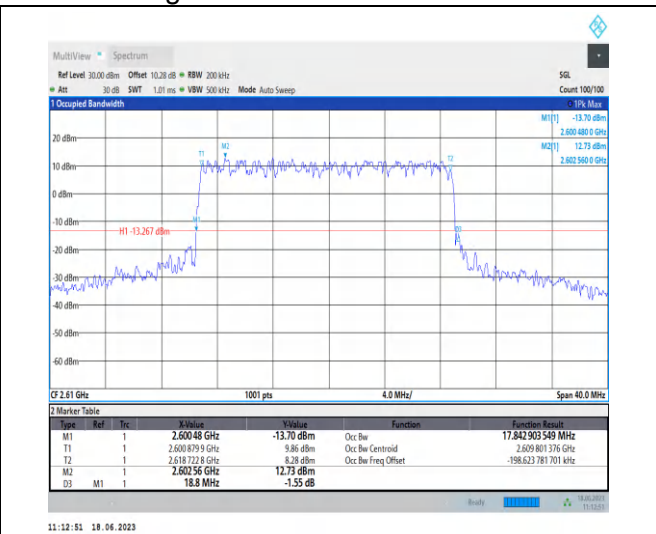 MultiView Spectrum
Ref Level 30.00 dBm Offset 10.28 dB RBW 200 kHz SGL
Att 30 dB SWT 1.01 ms VBW 500 kHz Mode Auto Sweep Count 100/100
1 Occupied Bandwidth 1Pk Max
M1[1] -13.70 dBm
2.600 480 0 GHz
M2[1] 12.73 dBm
2.602 560 0 GHz
20 dBm
M2
T1
T2
10 dBm
0 dBm
-10 dBm
M1
H1 -13.267 dBm
-20 dBm
-30 dBm
-40 dBm
-50 dBm
-60 dBm
CF 2.61 GHz 1001 pts 4.0 MHz/ Span 40.0 MHz
2 Marker Table
Type Ref Trc X-Value Y-Value Function Function Result
M1 1 2.60048 GHz -13.70 dBm Occ Bw 17.842 903 549 MHz
T1 1 2.600 879 9 GHz 9.86 dBm Occ Bw Centroid 2.609 801 376 GHz
T2 1 2.618 722 8 GHz 8.28 dBm Occ Bw Freq Offset -198.623 781 701 kHz
M2 1 2.602 56 GHz 12.73 dBm
D3 M1 1 18.8 MHz -1.55 dB
Ready 18.06.2023
11:12:51
11:12:51 18.06.2023